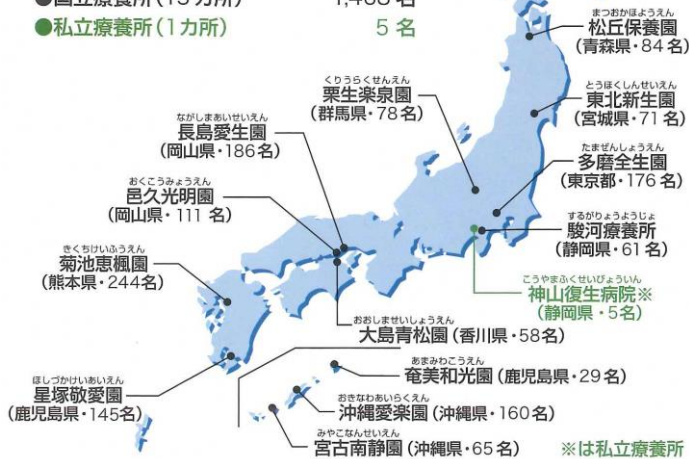 ●私立療養所(1カ所) 5 名
まつおかほようえん
松丘保養園
(青森県・84名)
とうほくしんせいえん
東北新生園
(宮城県・71名)
くりうらくせんえん
栗生楽泉園
(群馬県・78名)
たまぜんしょうえん
多磨全生園
(東京都・176名)
ながしまあいせいえん
長島愛生園
(岡山県・186名)
するがりょうようじょ
駿河療養所
(静岡県・61名)
おくこうみょうえん
邑久光明園
(岡山県・111 名)
こうやまふくせいびょういん
神山復生病院※
(静岡県・5名)
きくちけいふうえん
菊池恵楓園
(熊本県・244名)
おおしませいしょうえん
大島青松園(香川県・58名)
ほしづかけいあいえん
星塚敬愛園
(鹿児島県・145名)
あまみわこうえん
奄美和光園(鹿児島県・29名)
おきなわあいらくえん
沖縄愛楽園(沖縄県・160名)
みやこなんせいえん
宮古南静園(沖縄県・65名)
※は私立療養所